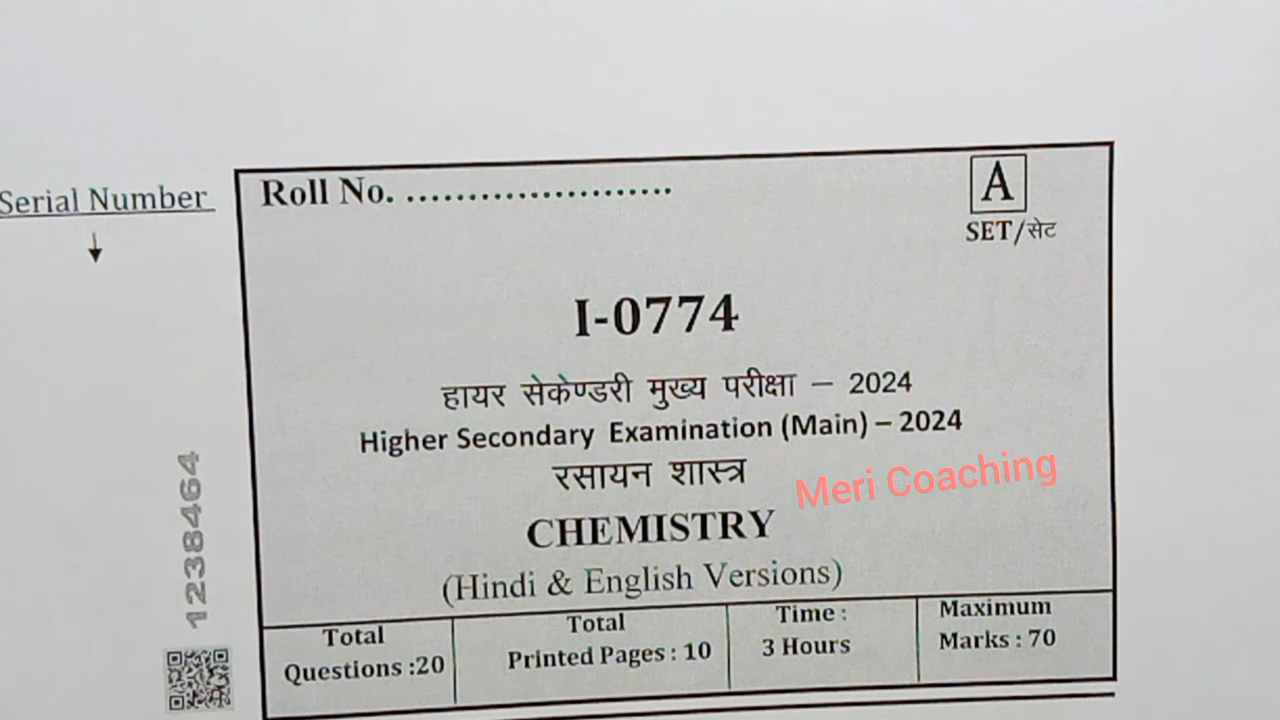 Serial Number
↓
1238464
Roll No. ........................
A
SET/सेट
I-0774
हायर सेकेण्डरी मुख्य परीक्षा – 2024
Higher Secondary Examination (Main) – 2024
रसायन शास्त्र
Meri Coaching
CHEMISTRY
(Hindi & English Versions)
Total
Questions :20
Total
Printed Pages : 10
Time :
3 Hours
Maximum
Marks : 70